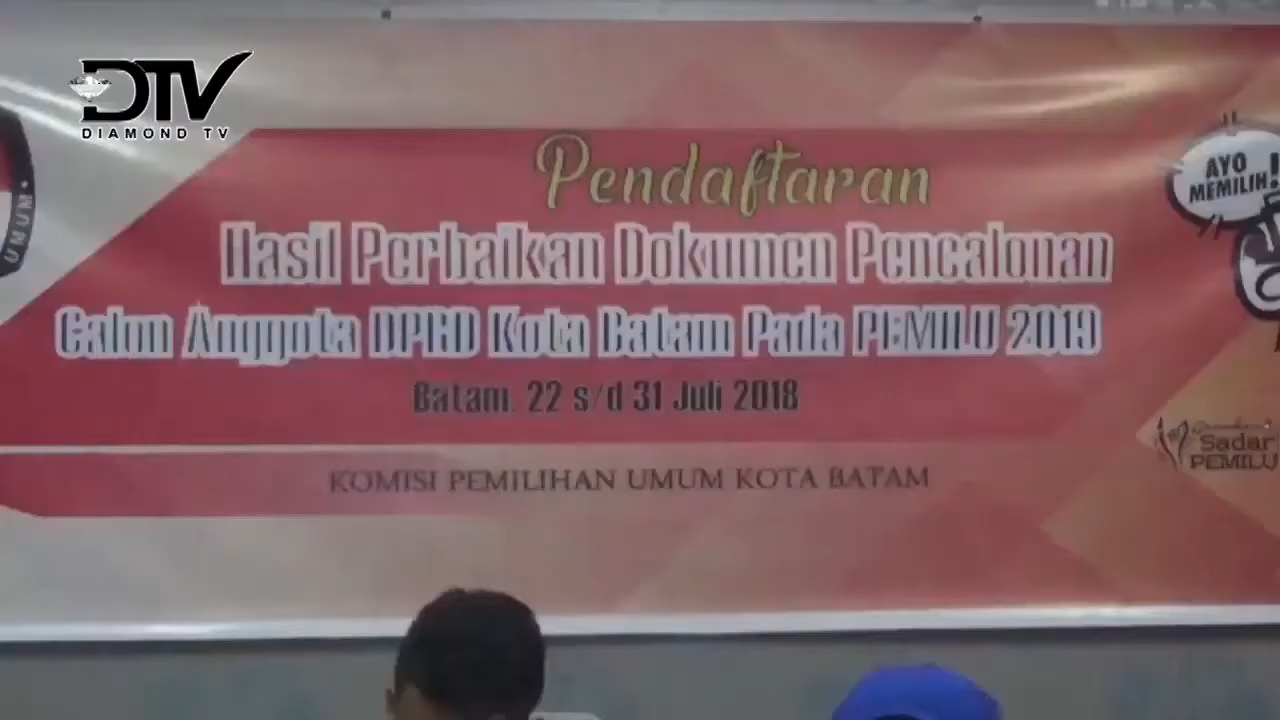 DTV
DIAMOND TV
UMUM
AYO
MEMILIH!
Pendaftaran
Hasil Perbaikan Dokumen Pencalonan
Calon Anggota DPRD Kota Batam Pada PEMILU 2019
Batam, 22 s/d 31 Juli 2018
Sadar
PEMILU
KOMISI PEMILIHAN UMUM KOTA BATAM